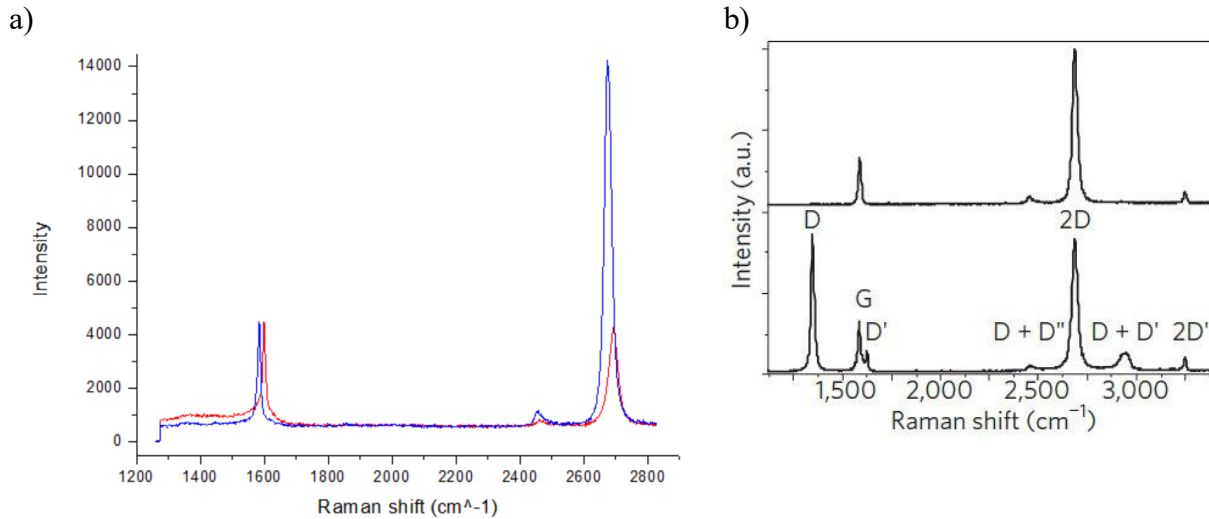 a)
14000
12000
10000
8000
6000
4000
2000
0
Intensity
1200 1400 1600 1800 2000 2200 2400 2600 2800
Raman shift (cm^-1)
b)
Intensity (a.u.)
D
2D
G
D'
D + D"
D + D'
2D'
1,500 2,000 2,500 3,000
Raman shift (cm⁻¹)